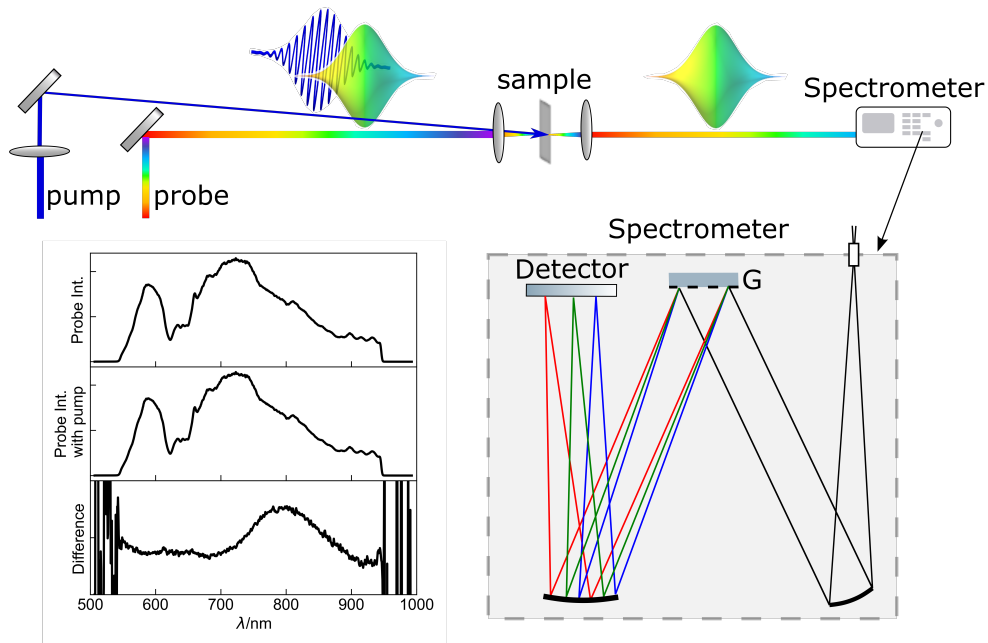 sample
Spectrometer
pump
probe
Spectrometer
Detector
G
Probe Int.
Probe Int.
with pump
Difference
500
600
700
800
900
1000
λ/nm